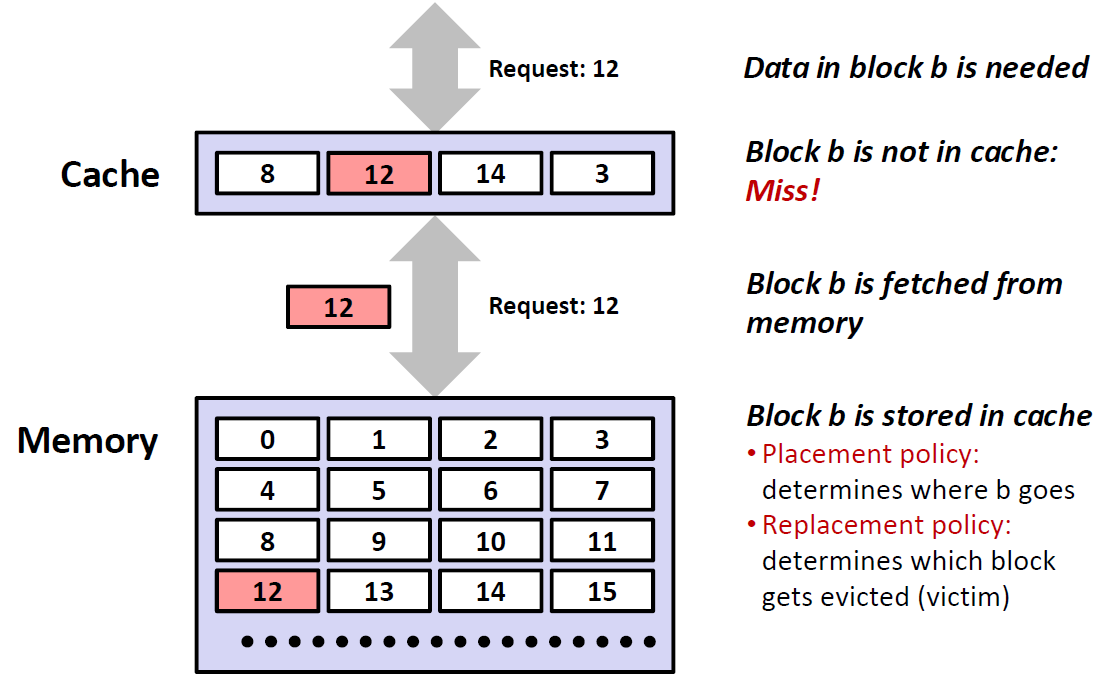 Request: 12
Data in block b is needed
Cache
8 12 14 3
Block b is not in cache:
Miss!
12
Request: 12
Block b is fetched from
memory
Memory
0 1 2 3
4 5 6 7
8 9 10 11
12 13 14 15
Block b is stored in cache
• Placement policy:
determines where b goes
• Replacement policy:
determines which block
gets evicted (victim)